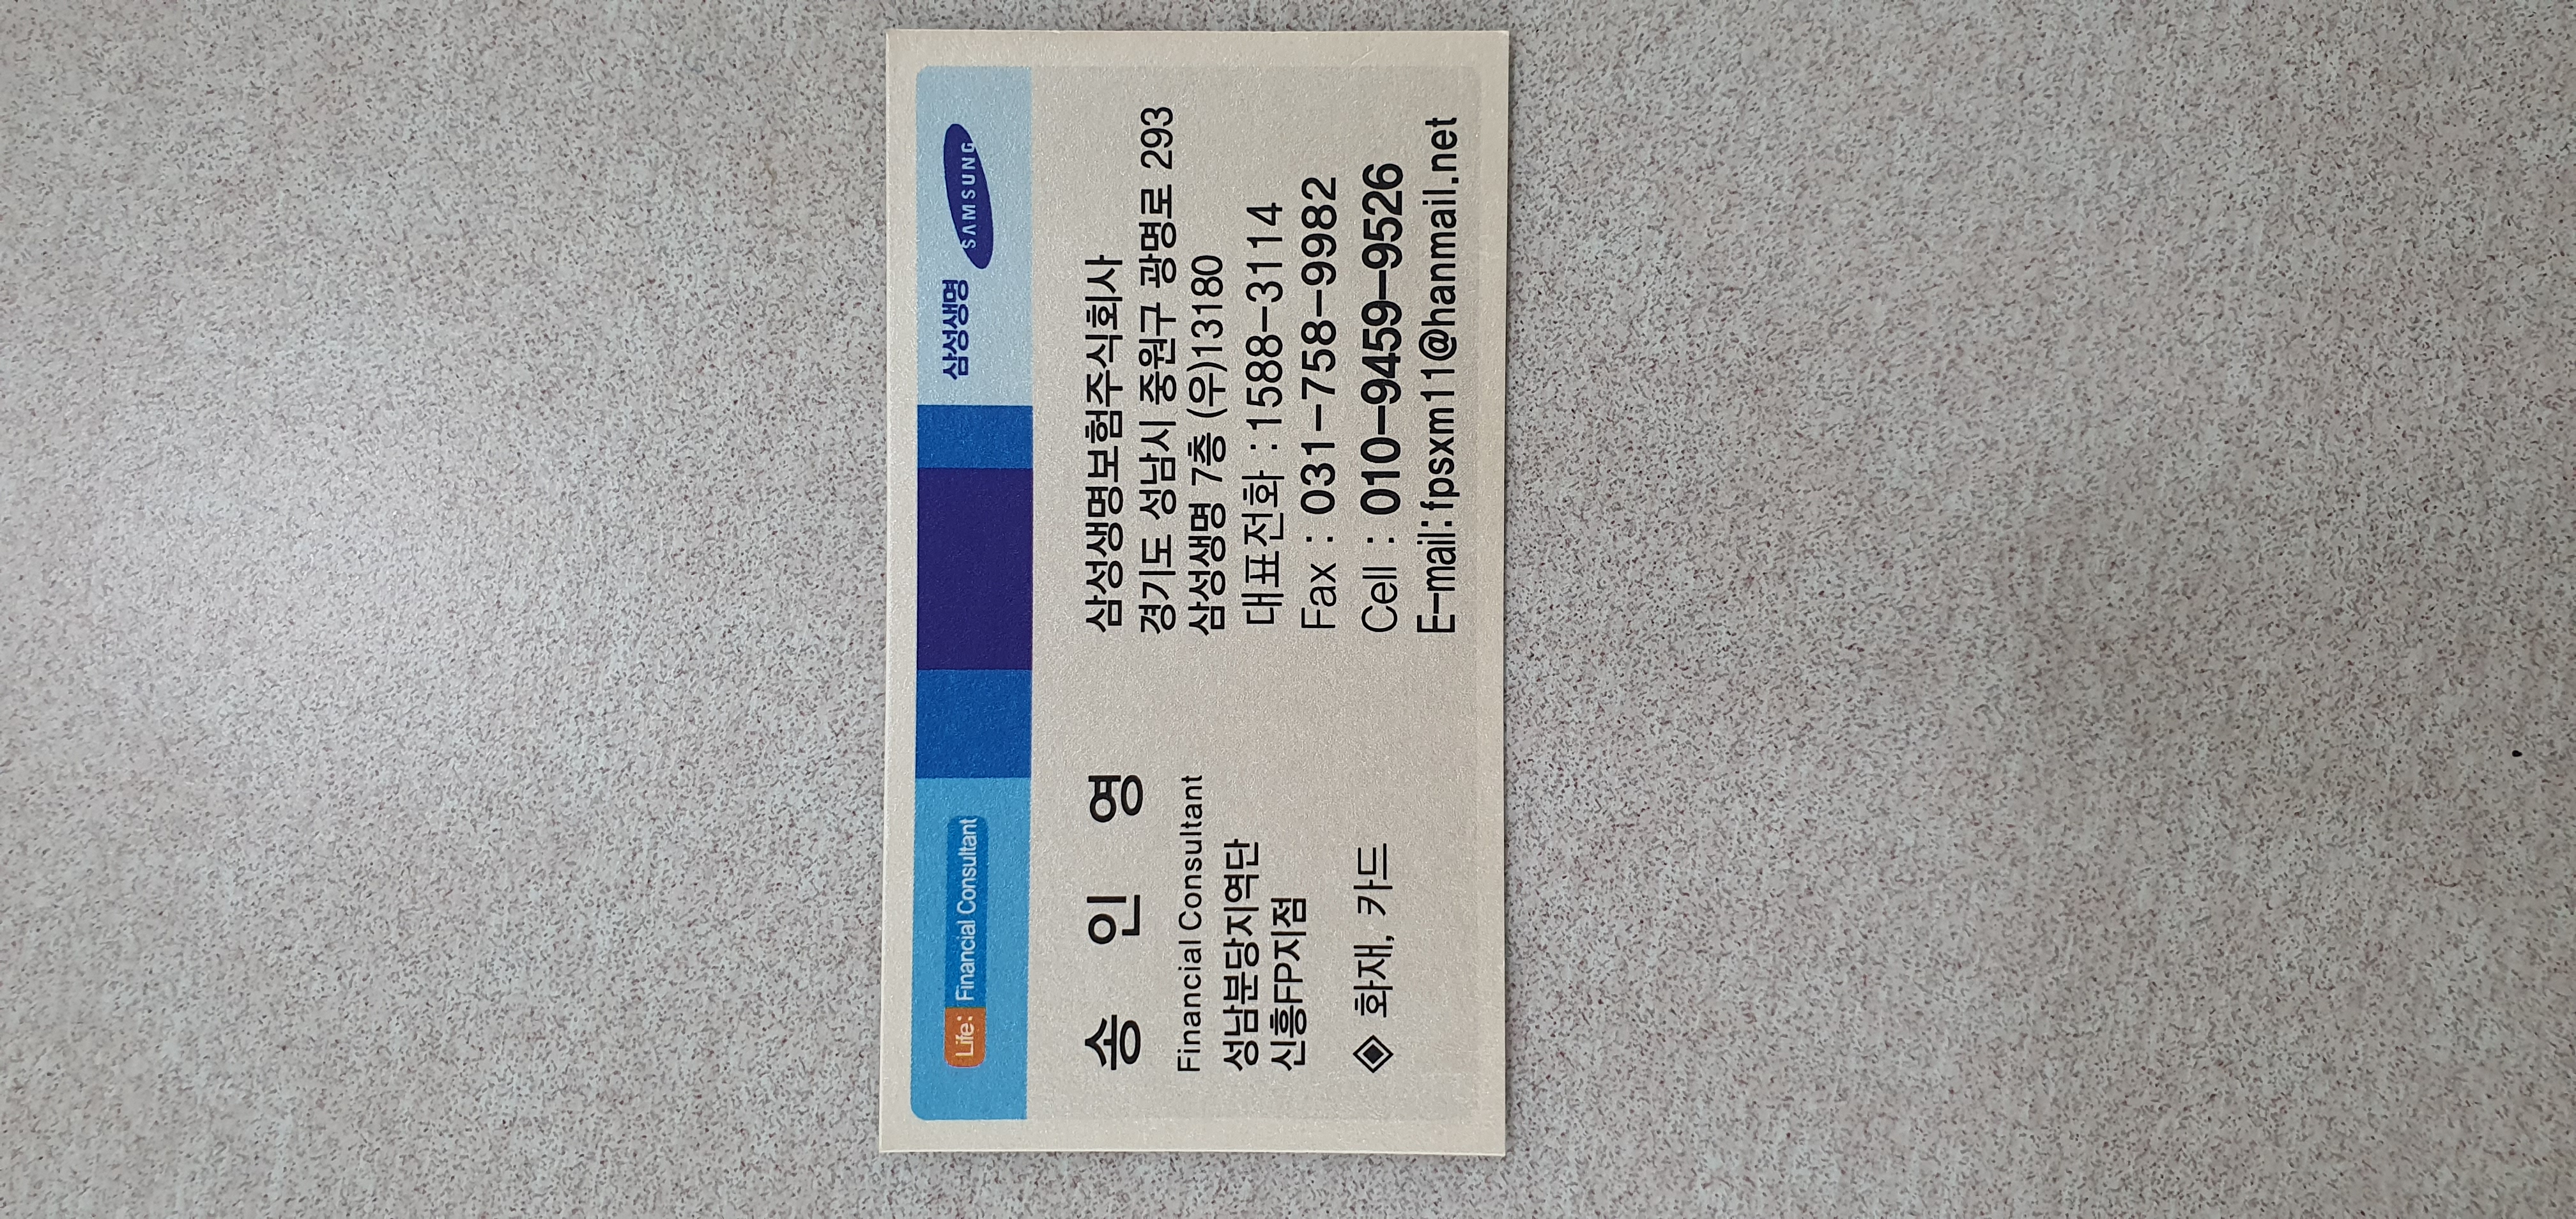 Life: Financial Consultant
삼성생명 SAMSUNG
송 인 영
Financial Consultant
성남분당지역단
신흥FP지점
◈ 화재, 카드
삼성생명보험주식회사
경기도 성남시 중원구 광명로 293
삼성생명 7층 (우)13180
대표전화 :1588-3114
Fax : 031-758-9982
Cell : 010-9459-9526
E-mail:fpsxm11@hanmail.net